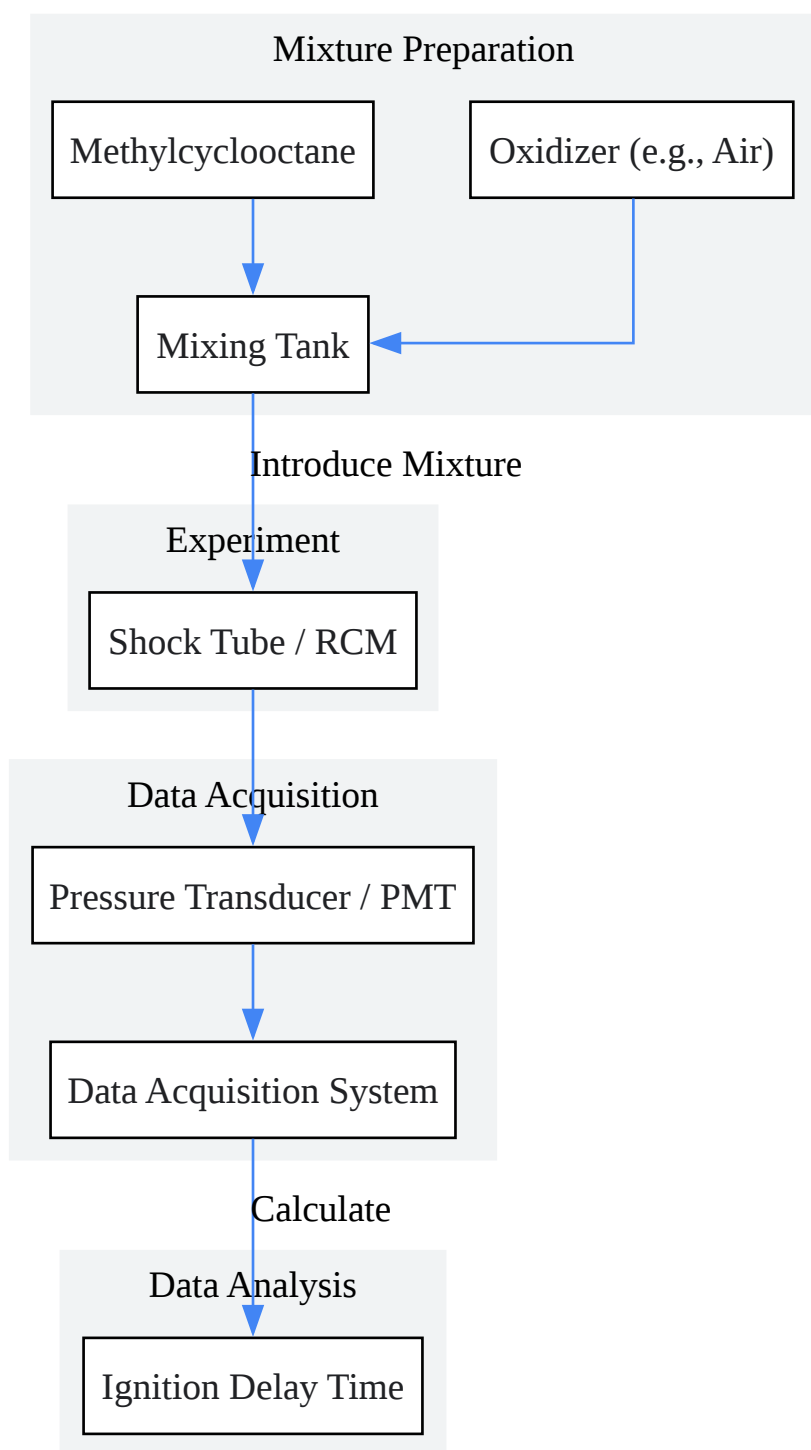 Mixture Preparation
Methylcyclooctane
Oxidizer (e.g., Air)
Mixing Tank
Introduce Mixture
Experiment
Shock Tube / RCM
Data Acquisition
Pressure Transducer / PMT
Data Acquisition System
Calculate
Data Analysis
Ignition Delay Time